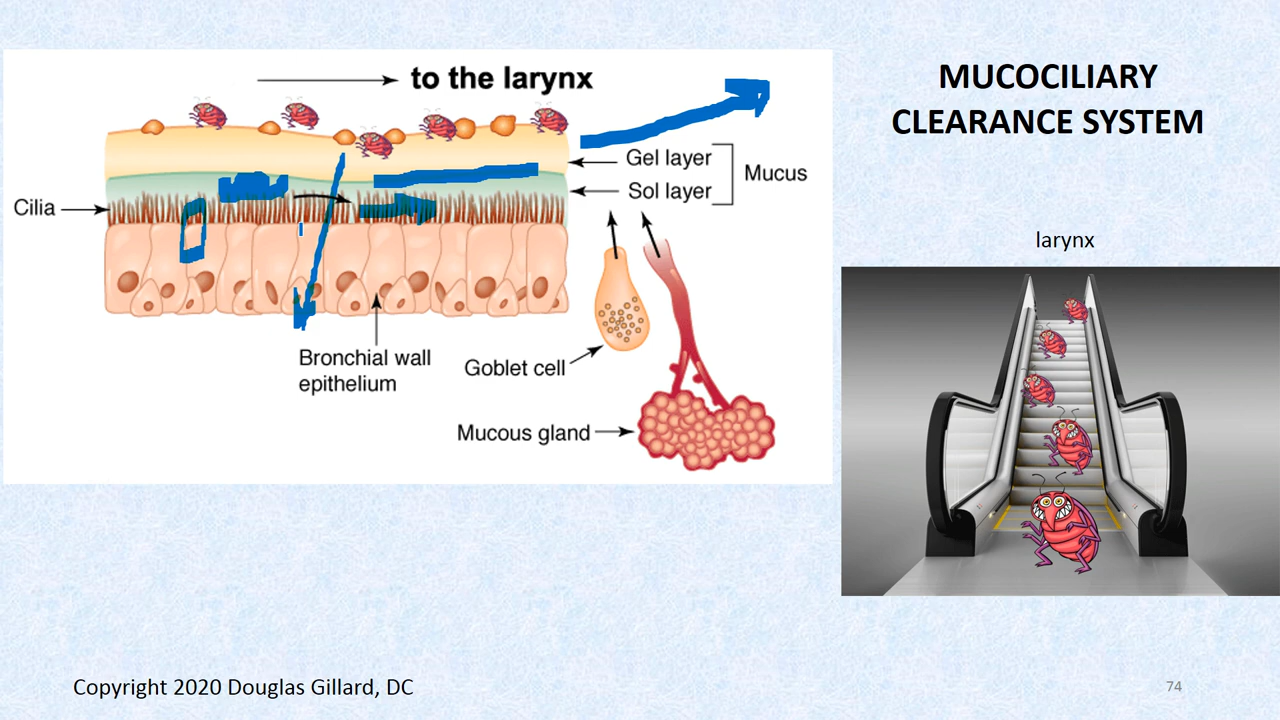 MUCOCILIARY
CLEARANCE SYSTEM
to the larynx
Gel layer
Sol layer
Mucus
Cilia
larynx
Bronchial wall
epithelium
Goblet cell
Mucous gland
Copyright 2020 Douglas Gillard, DC
74